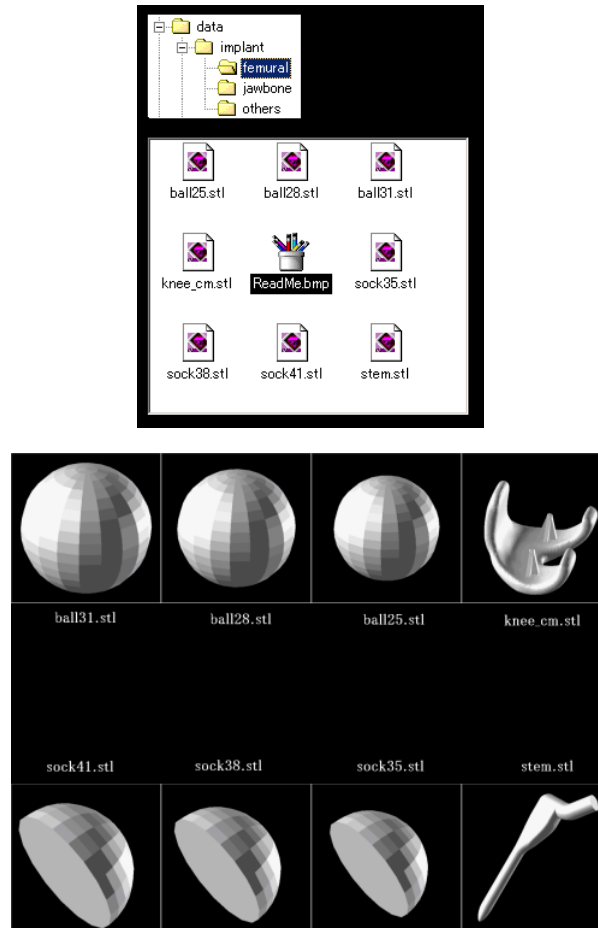 data
implant
femural
jawbone
others
ball25.stl ball28.stl ball31.stl
knee_cm.stl ReadMe.bmp sock35.stl
sock38.stl sock41.stl stem.stl
ball31.stl ball28.stl ball25.stl knee_cm.stl
sock41.stl sock38.stl sock35.stl stem.stl